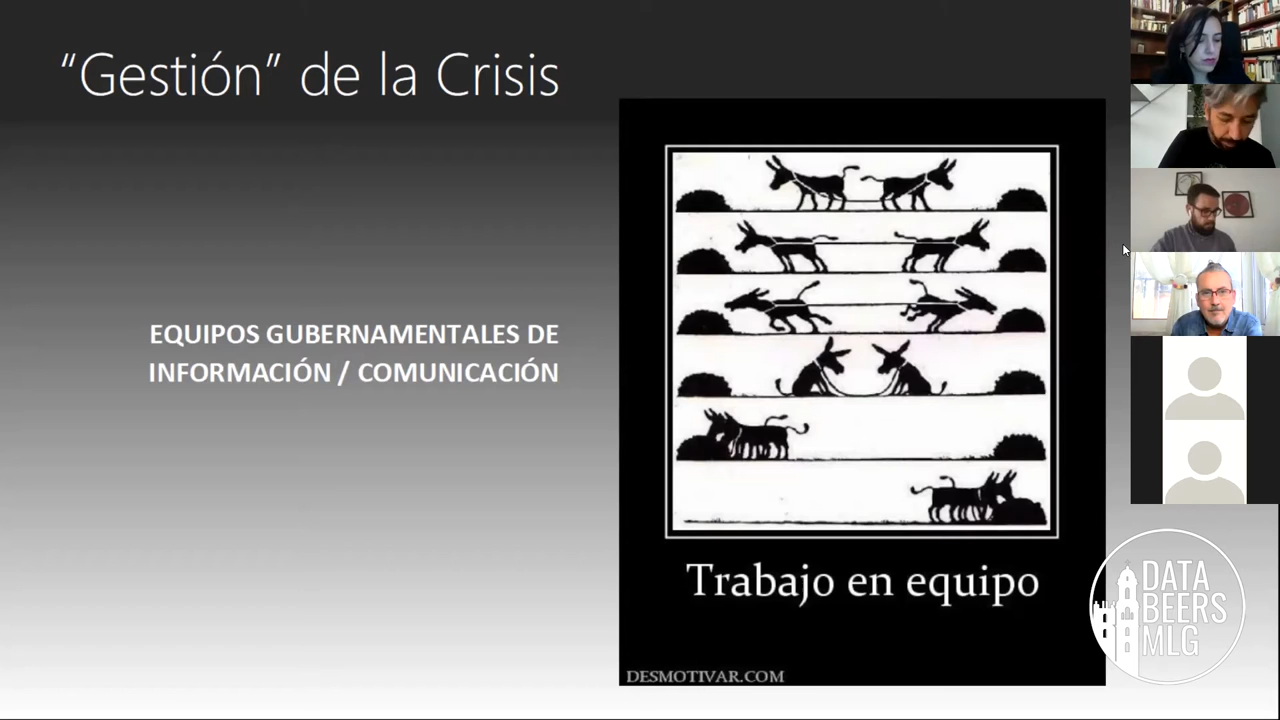 “Gestión” de la Crisis
EQUIPOS GUBERNAMENTALES DE
INFORMACIÓN / COMUNICACIÓN
Trabajo en equipo
DESMOTIVAR.COM
DATA
BEERS
MLG